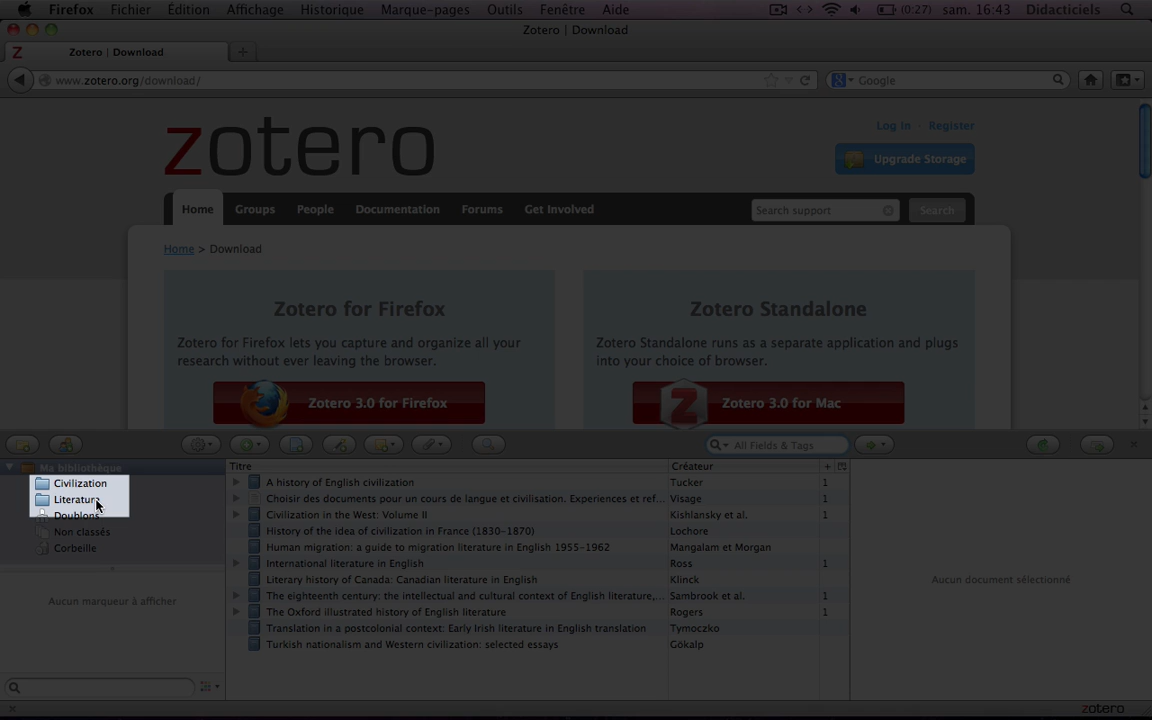 Firefox Fichier Édition Affichage Historique Marque-pages Outils Fenêtre Aide (0:27) sam. 16:43 Didacticiels
Zotero | Download
Zotero | Download
www.zotero.org/download/ Google
zotero
Log In · Register
Upgrade Storage
Home Groups People Documentation Forums Get Involved Search support Search
Home > Download
Zotero for Firefox
Zotero for Firefox lets you capture and organize all your
research without ever leaving the browser.
Zotero 3.0 for Firefox
Zotero Standalone
Zotero Standalone runs as a separate application and plugs
into your choice of browser.
Zotero 3.0 for Mac
All Fields & Tags
Ma bibliothèque
Civilization
Literature
Doublons
Non classés
Corbeille
Aucun marqueur à afficher
Titre Créateur +
A history of English civilization Tucker 1
Choisir des documents pour un cours de langue et civilisation. Experiences et ref... Visage 1
Civilization in the West: Volume II Kishlansky et al. 1
History of the idea of civilization in France (1830-1870) Lochore
Human migration: a guide to migration literature in English 1955-1962 Mangalam et Morgan
International literature in English Ross 1
Literary history of Canada: Canadian literature in English Klinck
The eighteenth century: the intellectual and cultural context of English literature,... Sambrook et al. 1
The Oxford illustrated history of English literature Rogers 1
Translation in a postcolonial context: Early Irish literature in English translation Tymoczko
Turkish nationalism and Western civilization: selected essays Gökalp
Aucun document sélectionné
zotero